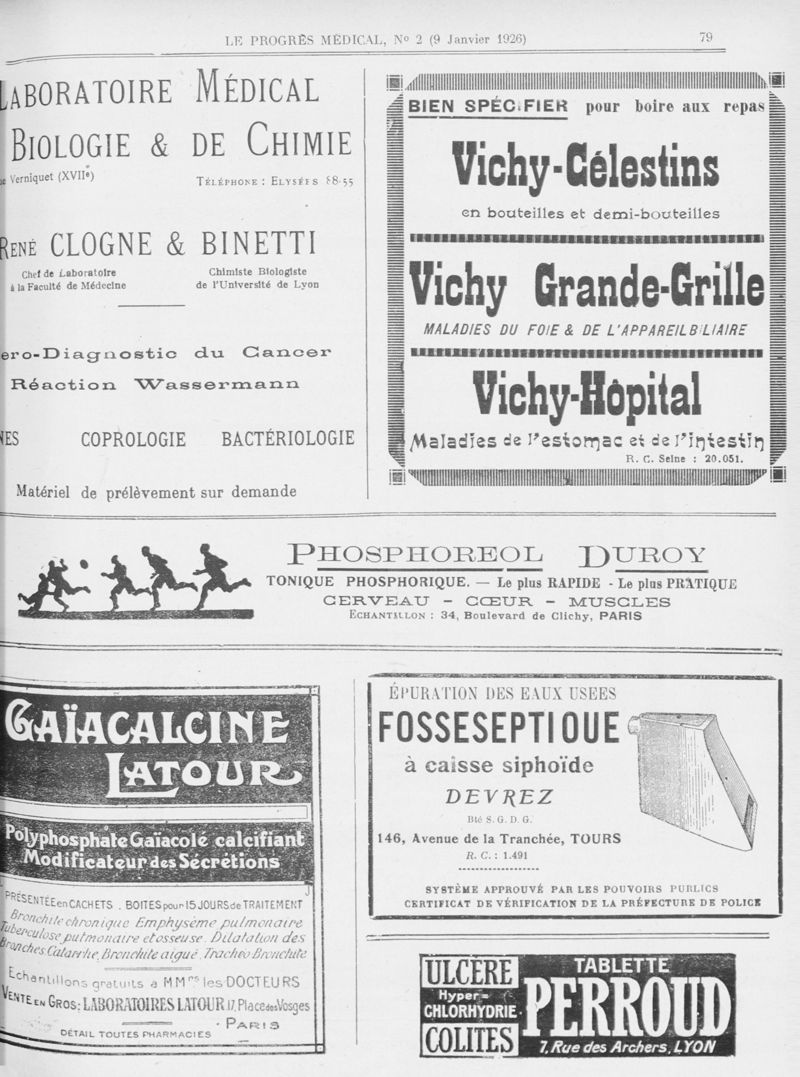 LE PROGRÈS MÉDICAL, No 2 (9 Janvier 1926)
79
LABORATOIRE MÉDICAL
BIOLOGIE & DE CHIMIE
Verniquet (XVIIe)
TÉLÉPHONE : ELYSÉES 88-55
RENÉ CLOGNE & BINETTI
Chef de Laboratoire
à la Faculté de Médecine
Chimiste Biologiste
de l'Université de Lyon
ero-Diagnostic du Cancer
Réaction Wassermann
NES COPROLOGIE BACTÉRIOLOGIE
Matériel de prélèvement sur demande
BIEN SPÉCIFIER pour boire aux repas
Vichy-Célestins
en bouteilles et demi-bouteilles
Vichy Grande-Grille
MALADIES DU FOIE & DE L'APPAREIL BILIAIRE
Vichy-Hôpital
Maladies de l'estomac et de l'intestin
R. C. Seine : 20.051.
PHOSPHOREOL DUROY
TONIQUE PHOSPHORIQUE. — Le plus RAPIDE - Le plus PRATIQUE
CERVEAU - CŒUR - MUSCLES
ECHANTILLON : 34, Boulevard de Clichy, PARIS
GAÏACALCINE
LATOUR
Polyphosphate Gaïacolé calcifiant
Modificateur des Sécrétions
PRÉSENTÉE en CACHETS . BOITES pour 15 JOURS de TRAITEMENT
Bronchite chronique Emphysème pulmonaire
Tuberculose pulmonaire et osseuse. Dilatation des
Bronches Catarrhe, Bronchite aiguë. Tracheo Bronchite
Echantillons gratuits à MMrs les DOCTEURS
VENTE EN GROS: LABORATOIRES LATOUR 17, Place des Vosges
PARIS
DÉTAIL TOUTES PHARMACIES
ÉPURATION DES EAUX USEES
FOSSE SEPTIQUE
à caisse siphoïde
DEVREZ
Bté S. G. D. G.
146, Avenue de la Tranchée, TOURS
R. C. : 1.491
SYSTÈME APPROUVÉ PAR LES POUVOIRS PUBLICS
CERTIFICAT DE VÉRIFICATION DE LA PRÉFECTURE DE POLICE
ULCÈRE
Hyper=
CHLORHYDRIE
COLITES
TABLETTE
PERROUD
7, Rue des Archers, LYON